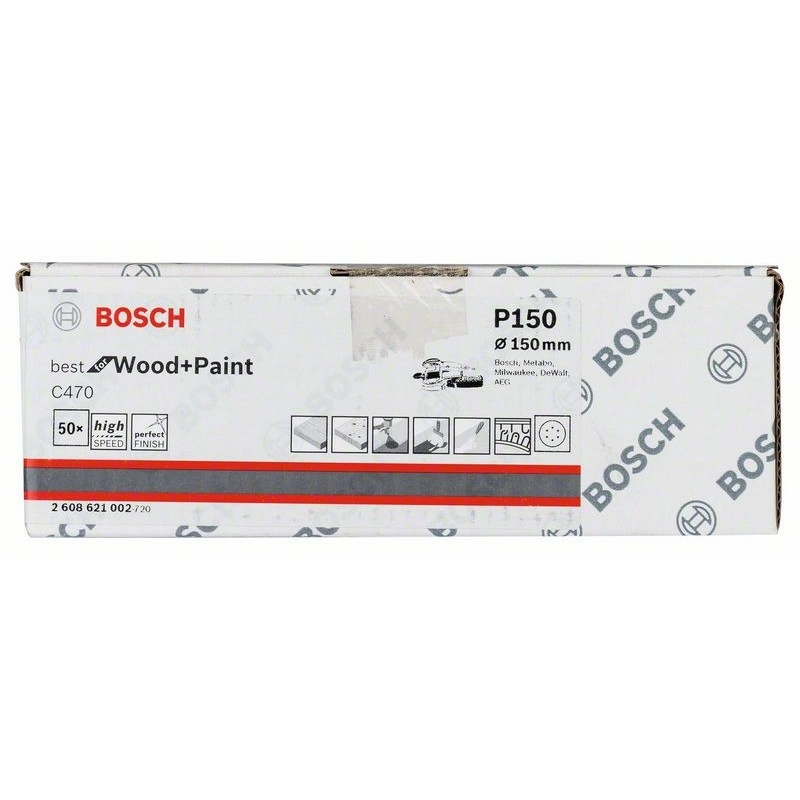 BOSCH
best for Wood+Paint
C470
50× high SPEED perfect FINISH
2 608 621 002-720
P150
Ø 150 mm
Bosch, Metabo,
Milwaukee, DeWalt,
AEG
BOSCH
BOSCH
BOSCH
BOSCH